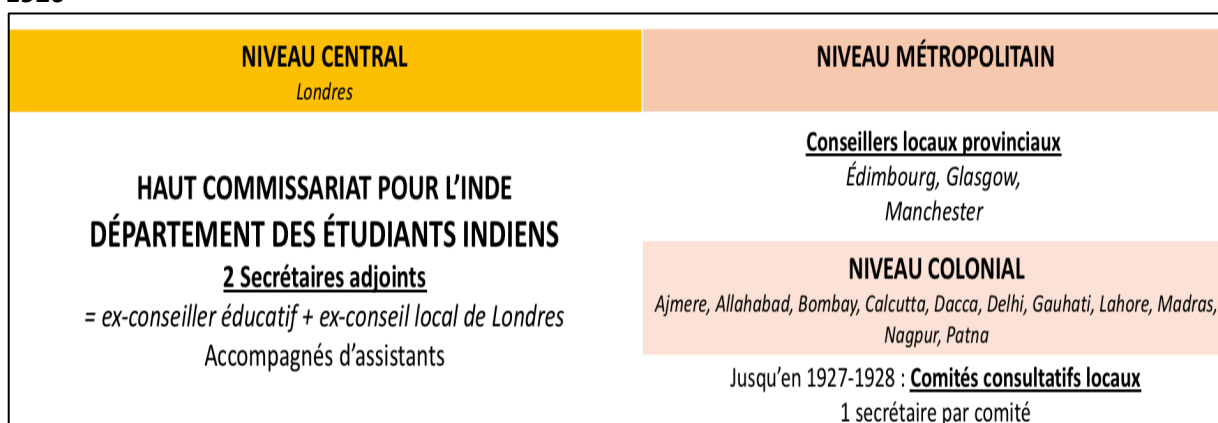 NIVEAU CENTRAL
Londres
HAUT COMMISSARIAT POUR L’INDE
DÉPARTEMENT DES ÉTUDIANTS INDIENS
2 Secrétaires adjoints
= ex-conseiller éducatif + ex-conseil local de Londres
Accompagnés d’assistants
NIVEAU MÉTROPOLITAIN
Conseillers locaux provinciaux
Édimbourg, Glasgow,
Manchester
NIVEAU COLONIAL
Ajmere, Allahabad, Bombay, Calcutta, Dacca, Delhi, Gauhati, Lahore, Madras,
Nagpur, Patna
Jusqu’en 1927-1928 : Comités consultatifs locaux
1 secrétaire par comité